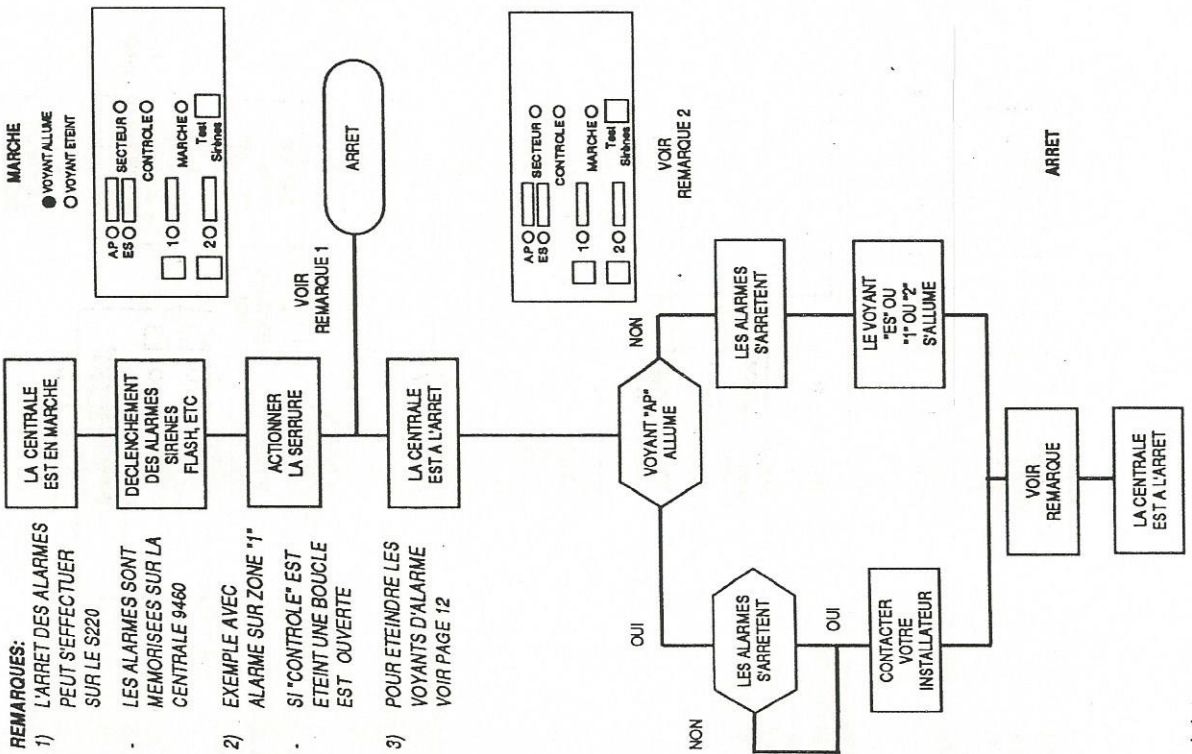 REMARQUES:
1) L'ARRET DES ALARMES
PEUT S'EFFECTUER
SUR LE S220
- LES ALARMES SONT
MEMORISEES SUR LA
CENTRALE 9460
2) EXEMPLE AVEC
ALARME SUR ZONE "1"
- SI "CONTROLE" EST
ETEINT UNE BOUCLE
EST OUVERTE
3) POUR ETEINDRE LES
VOYANTS D'ALARME
VOIR PAGE 12
MARCHE
● VOYANT ALLUME
O VOYANT ETEINT
AP
ES
SECTEUR
CONTROLE
1
MARCHE
2
Test
Sirènes
LA CENTRALE
EST EN MARCHE
DECLENCHEMENT
DES ALARMES
SIRENES
FLASH, ETC
ACTIONNER
LA SERRURE
VOIR
REMARQUE 1
ARRET
LA CENTRALE
EST A L'ARRET
AP
ES
SECTEUR
CONTROLE
1
MARCHE
2
Test
Sirènes
VOIR
REMARQUE 2
VOYANT "AP"
ALLUME
OUI
NON
LES ALARMES
S'ARRETENT
NON
OUI
CONTACTER
VOTRE
INSTALLATEUR
LES ALARMES
S'ARRETENT
LE VOYANT
"ES" OU
"1" OU "2"
S'ALLUME
VOIR
REMARQUE
LA CENTRALE
EST A L'ARRET
ARRET